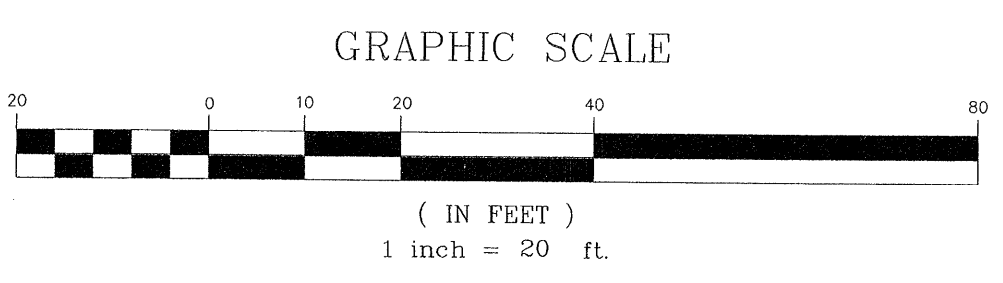 GRAPHIC SCALE
20 0 10 20 40 80
( IN FEET )
1 inch = 20 ft.